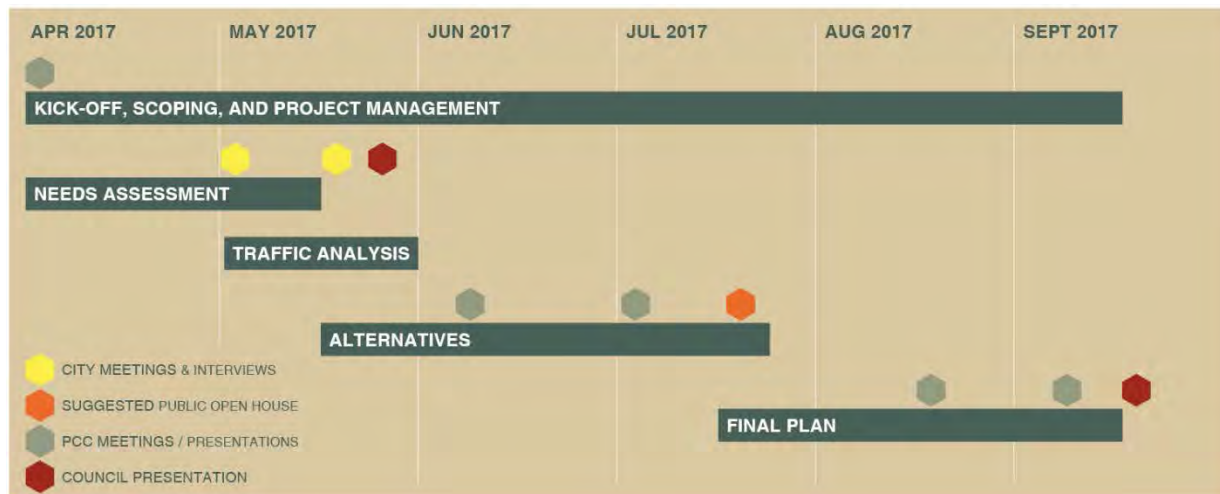 APR 2017
MAY 2017
JUN 2017
JUL 2017
AUG 2017
SEPT 2017
KICK-OFF, SCOPING, AND PROJECT MANAGEMENT
NEEDS ASSESSMENT
TRAFFIC ANALYSIS
ALTERNATIVES
FINAL PLAN
CITY MEETINGS & INTERVIEWS
SUGGESTED PUBLIC OPEN HOUSE
PCC MEETINGS / PRESENTATIONS
COUNCIL PRESENTATION